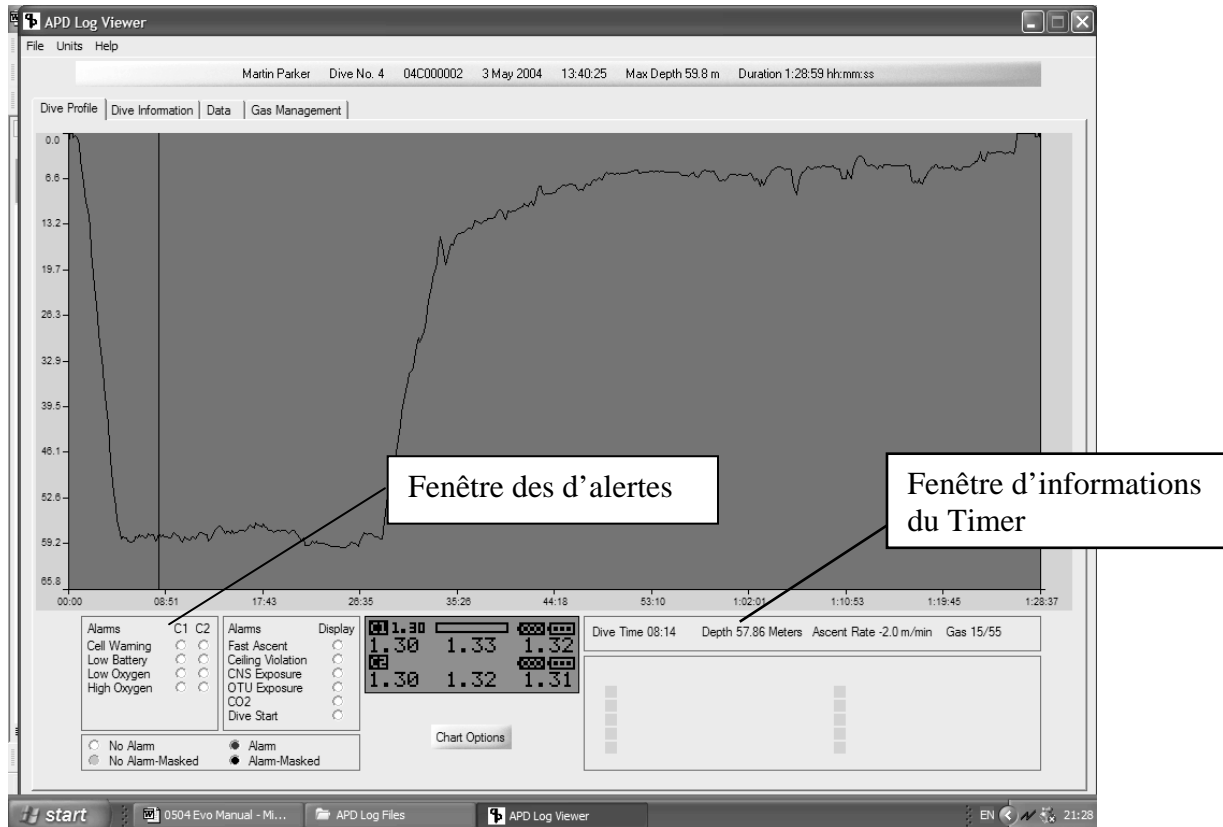 APD Log Viewer
File Units Help
Martin Parker Dive No. 4 04C000002 3 May 2004 13:40:25 Max Depth 59.8 m Duration 1:28:59 hh:mm:ss
Dive Profile Dive Information Data Gas Management
0.0
6.6
13.2
19.7
26.3
32.9
39.5
46.1
52.6
59.2
65.8
00:00 08:51 17:43 26:35 35:26 44:18 53:10 1:02:01 1:10:53 1:19:45 1:28:37
Fenêtre des d'alertes
Fenêtre d'informations
du Timer
Alarms C1 C2
Cell Warning
Low Battery
Low Oxygen
High Oxygen
Alarms Display
Fast Ascent
Ceiling Violation
CNS Exposure
OTU Exposure
CO2
Dive Start
C1 1.30
1.30 1.33 1.32
C2
1.30 1.32 1.31
Dive Time 08:14 Depth 57.86 Meters Ascent Rate -2.0 m/min Gas 15/55
No Alarm Alarm
No Alarm-Masked Alarm-Masked
Chart Options
start 0504 Evo Manual - Mi... APD Log Files APD Log Viewer EN 21:28